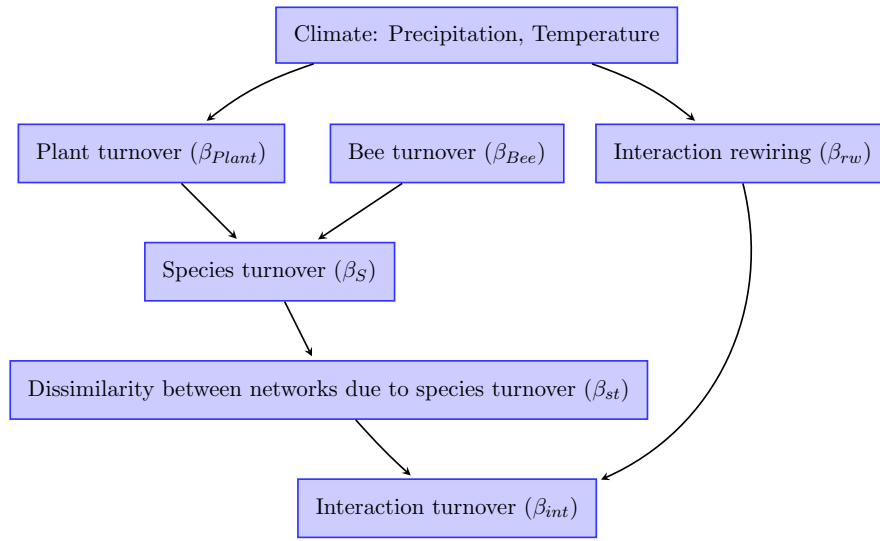 Climate: Precipitation, Temperature
Plant turnover (β_Plant)
Bee turnover (β_Bee)
Interaction rewiring (β_rw)
Species turnover (β_S)
Dissimilarity between networks due to species turnover (β_st)
Interaction turnover (β_int)